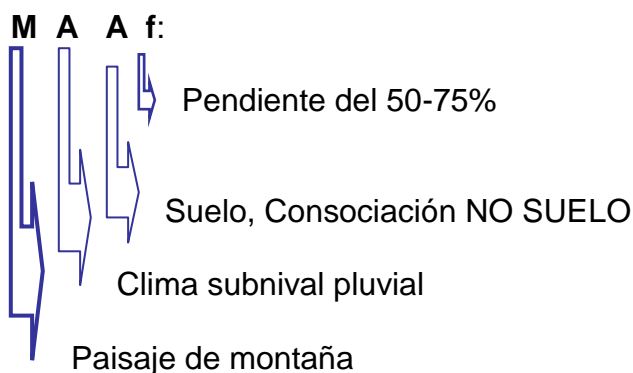 M A A f:
Pendiente del 50-75%
Suelo, Consociación NO SUELO
Clima subnival pluvial
Paisaje de montaña